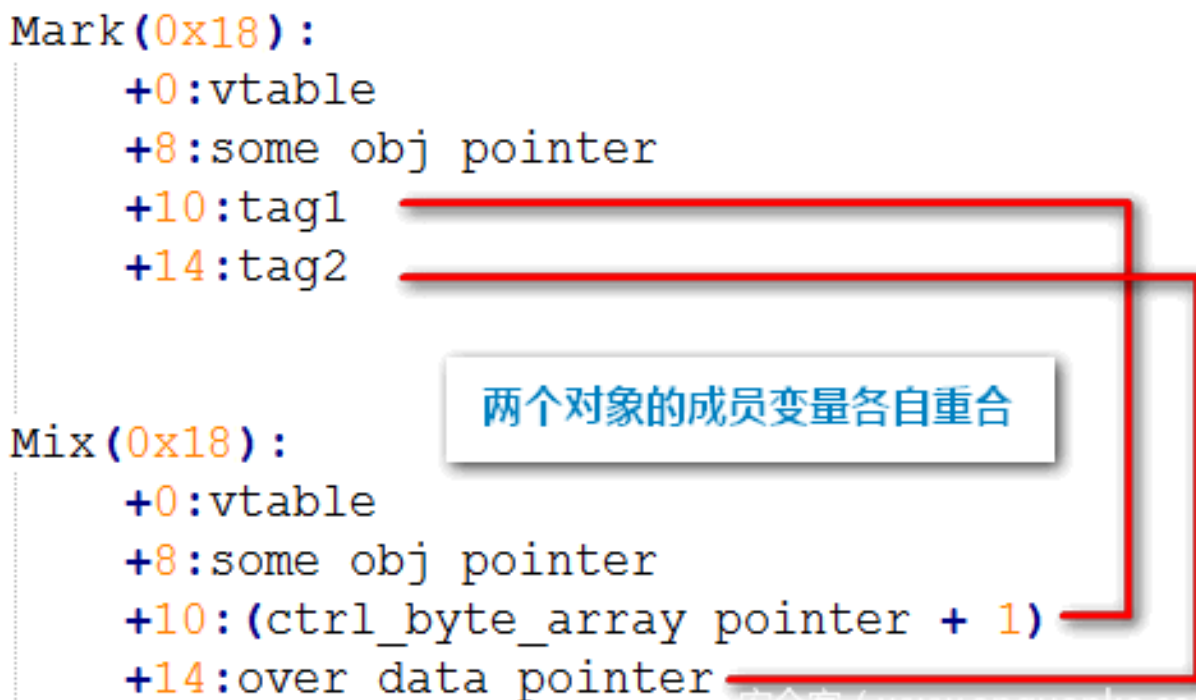 Mark(0x18):
+0:vtable
+8:some obj pointer
+10:tag1
+14:tag2
两个对象的成员变量各自重合
Mix(0x18):
+0:vtable
+8:some obj pointer
+10:(ctrl_byte_array pointer + 1)
+14:over data pointer